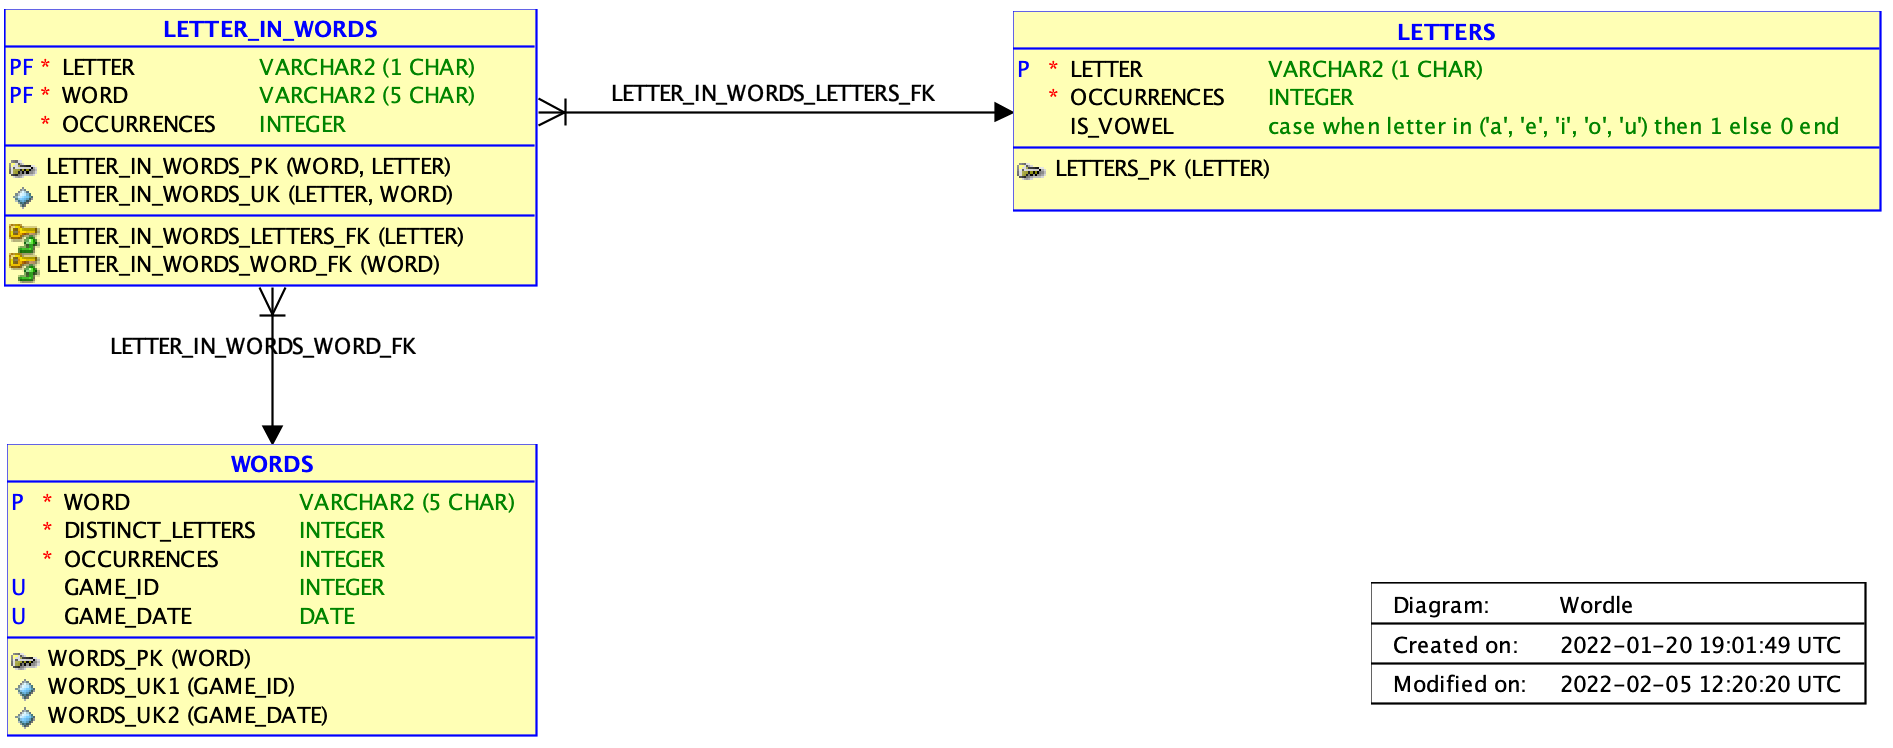 LETTER_IN_WORDS
PF * LETTER VARCHAR2 (1 CHAR)
PF * WORD VARCHAR2 (5 CHAR)
* OCCURRENCES INTEGER
LETTER_IN_WORDS_PK (WORD, LETTER)
LETTER_IN_WORDS_UK (LETTER, WORD)
LETTER_IN_WORDS_LETTERS_FK (LETTER)
LETTER_IN_WORDS_WORD_FK (WORD)
LETTER_IN_WORDS_LETTERS_FK
LETTERS
P * LETTER VARCHAR2 (1 CHAR)
* OCCURRENCES INTEGER
IS_VOWEL case when letter in ('a', 'e', 'i', 'o', 'u') then 1 else 0 end
LETTERS_PK (LETTER)
LETTER_IN_WORDS_WORD_FK
WORDS
P * WORD VARCHAR2 (5 CHAR)
* DISTINCT_LETTERS INTEGER
* OCCURRENCES INTEGER
U GAME_ID INTEGER
U GAME_DATE DATE
WORDS_PK (WORD)
WORDS_UK1 (GAME_ID)
WORDS_UK2 (GAME_DATE)
Diagram: Wordle
Created on: 2022-01-20 19:01:49 UTC
Modified on: 2022-02-05 12:20:20 UTC